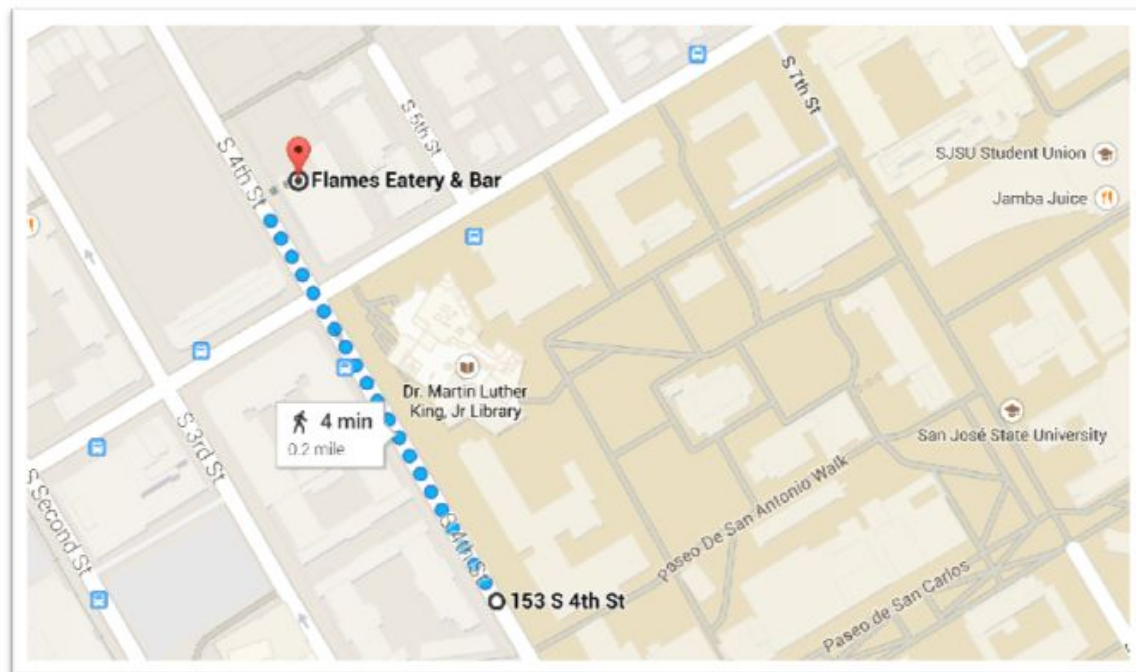 S 7th St
S 5th St
S 4th St
Flames Eatery & Bar
SJSU Student Union
Jamba Juice
Dr. Martin Luther
King, Jr Library
4 min
0.2 mile
S 3rd St
San José State University
S Second St
Paseo De San Antonio Walk
S 4th St
153 S 4th St
Paseo de San Carlos